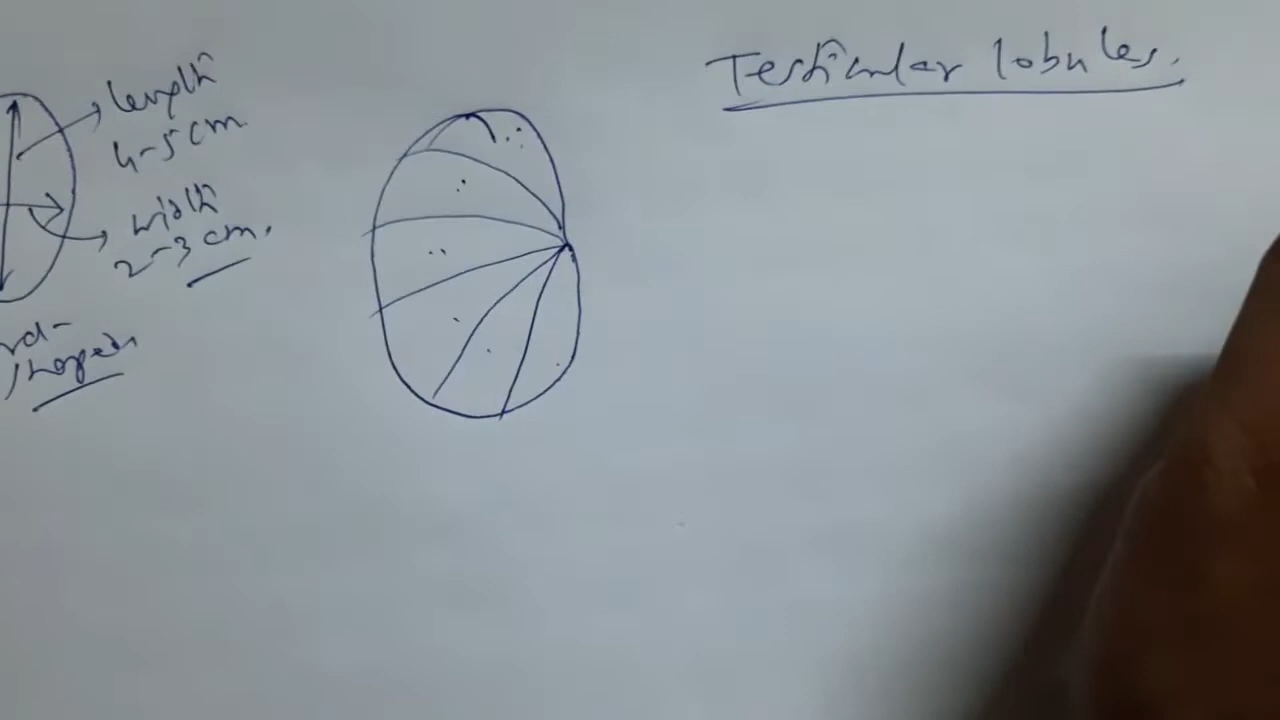 Testicular lobules.
length
4-5 cm
width
2-3 cm.